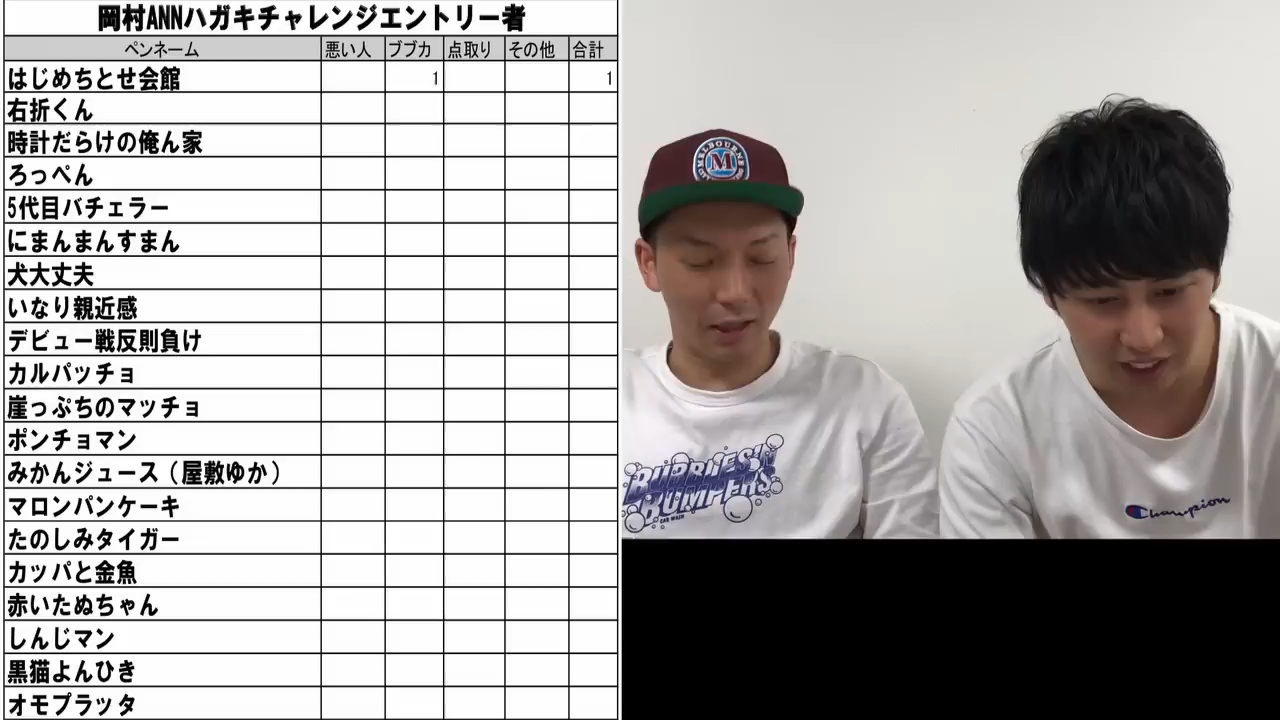 岡村ANNハガキチャレンジエントリー者
ペンネーム 悪い人 ブブカ 点取り その他 合計
はじめちとせ会館 1 1
右折くん
時計だらけの俺ん家
ろっぺん
5代目バチェラー
にまんまんすまん
犬大丈夫
いなり親近感
デビュー戦反則負け
カルパッチョ
崖っぷちのマッチョ
ポンチョマン
みかんジュース（屋敷ゆか）
マロンパンケーキ
たのしみタイガー
カッパと金魚
赤いたぬちゃん
しんじマン
黒猫よんひき
オモプラッタ
MELBOURNE
M
BUBBLES'N
BUMPERS
CAR WASH
Champion